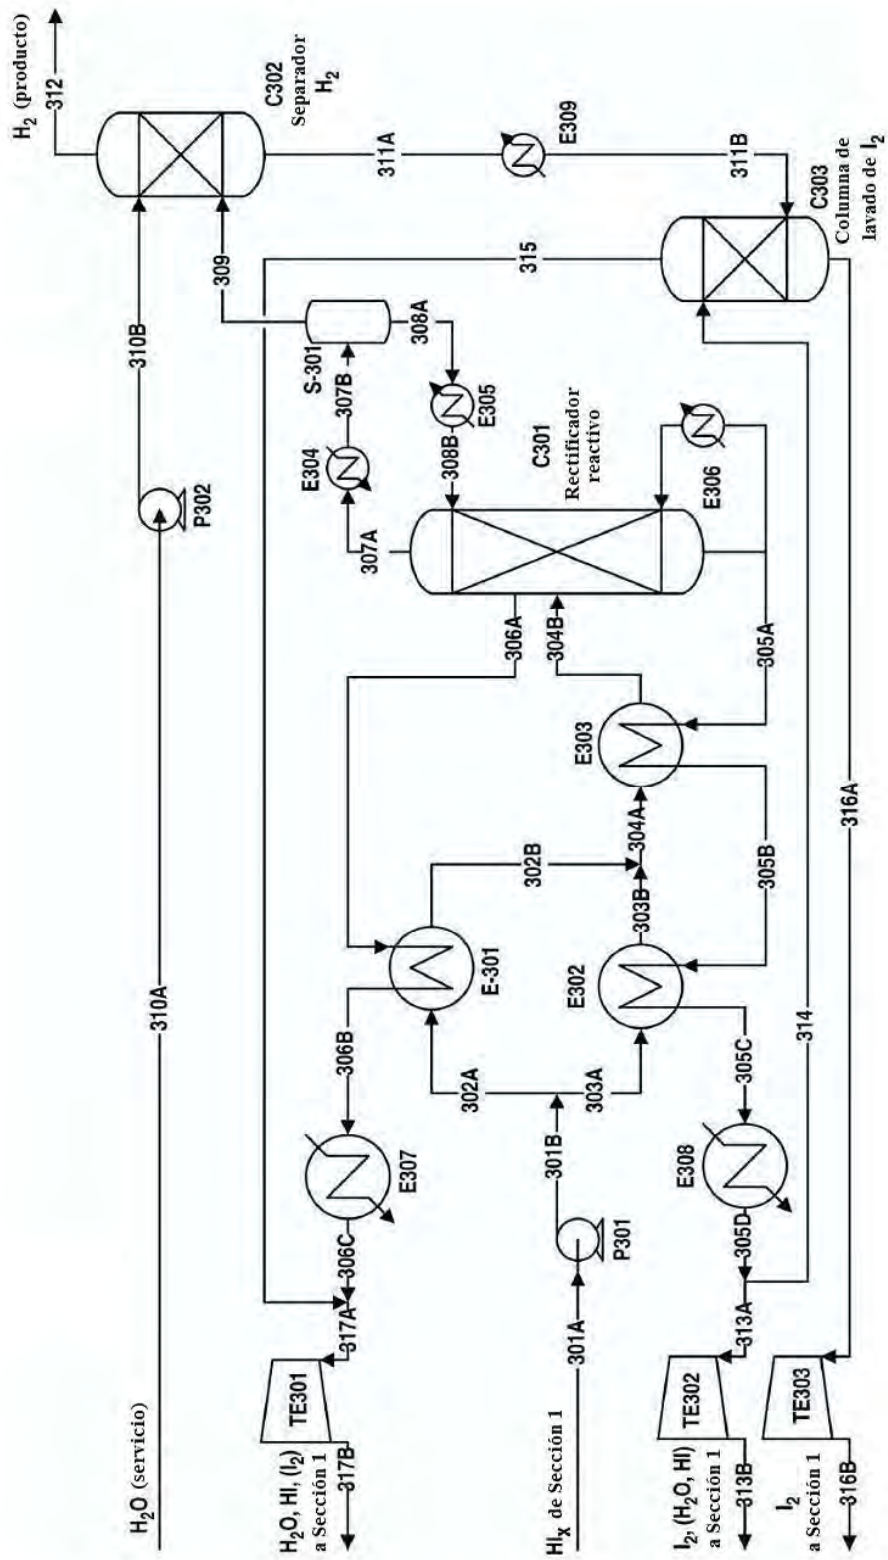 H₂O (servicio)
310A
P302
310B
H₂ (producto)
312
C302
Separador
H₂
309
S-301
307B
308A
E304
E305
308B
307A
311A
E309
311B
315
C303
Columna de
lavado de I₂
C301
Rectificador
reactivo
E306
306A
304B
305A
E303
304A
305B
302B
303B
E-301
E302
306B
302A
303A
305C
314
316A
E307
301B
E308
306C
P301
305D
317A
301A
313A
TE301
TE302
TE303
H₂O, HI, (I₂)
a Sección 1
317B
HIₓ de Sección 1
I₂, (H₂O, HI)
a Sección 1
313B
I₂
a Sección 1
316B